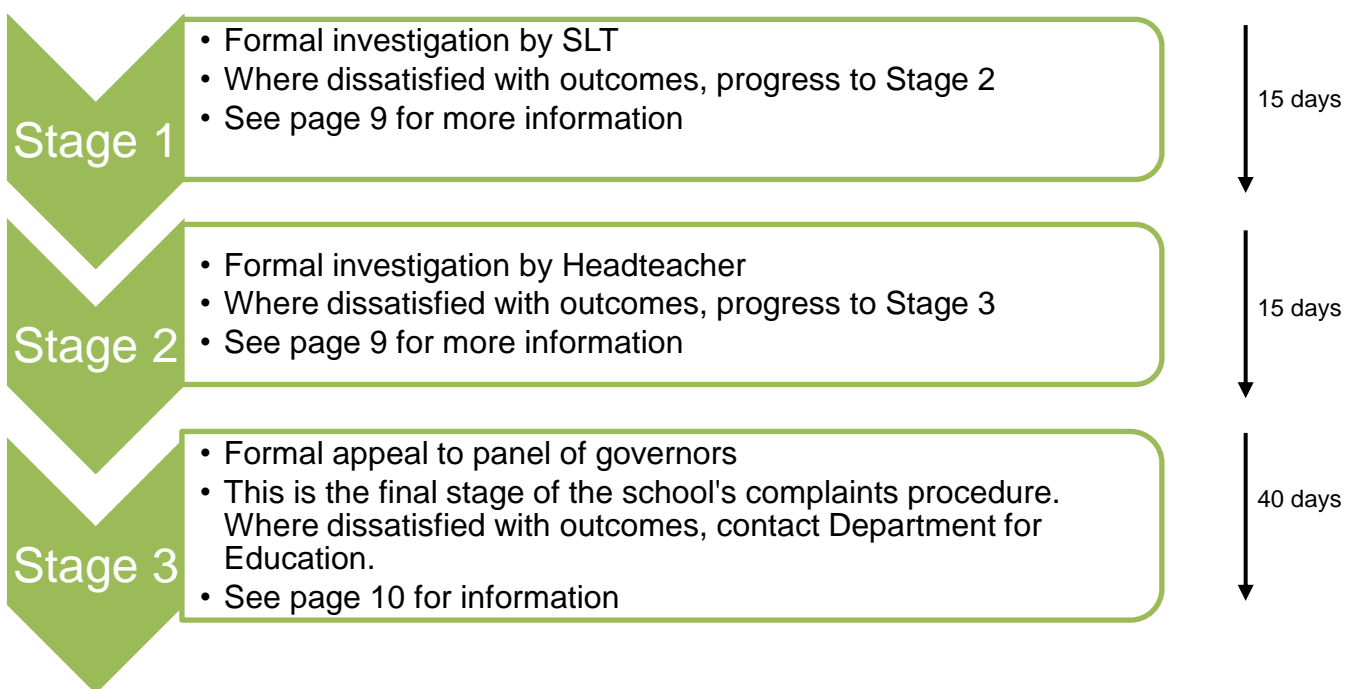 • Formal investigation by SLT
• Where dissatisfied with outcomes, progress to Stage 2
• See page 9 for more information
Stage 1
15 days
• Formal investigation by Headteacher
• Where dissatisfied with outcomes, progress to Stage 3
• See page 9 for more information
Stage 2
15 days
• Formal appeal to panel of governors
• This is the final stage of the school's complaints procedure.
Where dissatisfied with outcomes, contact Department for
Education.
• See page 10 for information
Stage 3
40 days